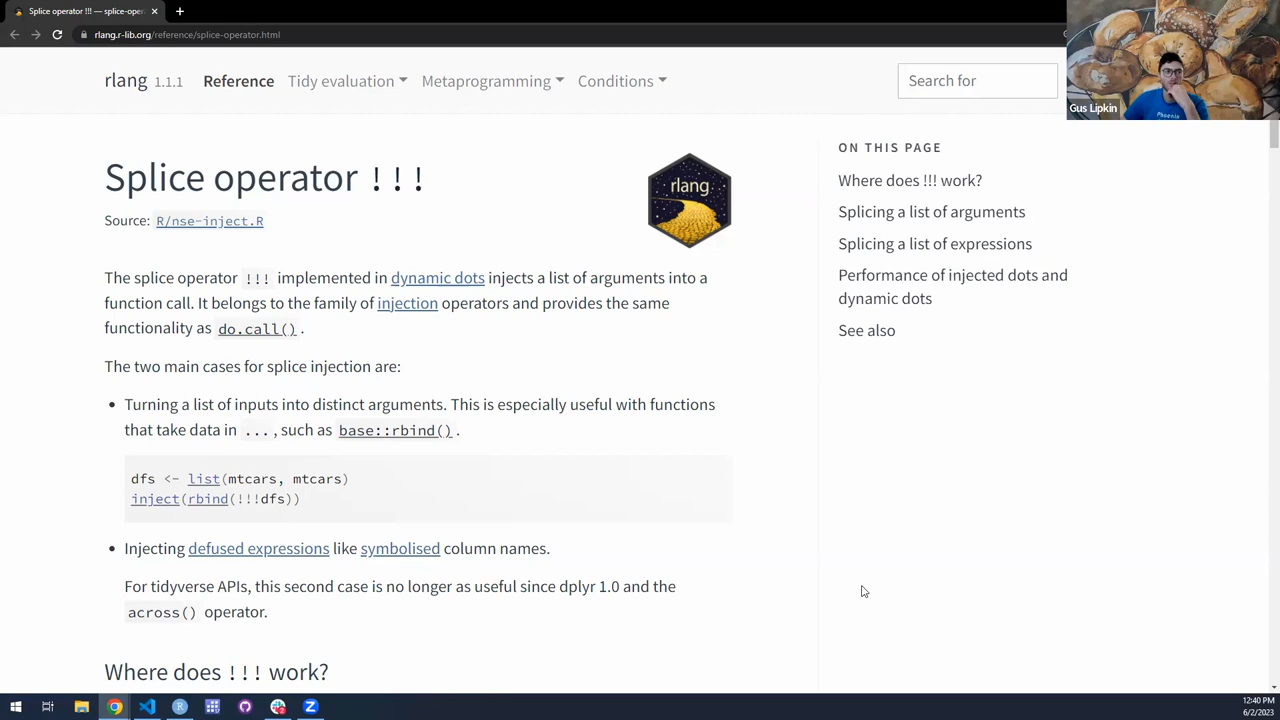 Splice operator !!! — splice-oper
rlang.r-lib.org/reference/splice-operator.html
Gus Lipkin
Phoenix
rlang 1.1.1 Reference Tidy evaluation Metaprogramming Conditions
Search for
Splice operator !!!
rlang
Source: R/nse-inject.R
The splice operator !!! implemented in dynamic dots injects a list of arguments into a
function call. It belongs to the family of injection operators and provides the same
functionality as do.call().
The two main cases for splice injection are:
• Turning a list of inputs into distinct arguments. This is especially useful with functions
that take data in ..., such as base::rbind().
dfs <- list(mtcars, mtcars)
inject(rbind(!!!dfs))
• Injecting defused expressions like symbolised column names.
For tidyverse APIs, this second case is no longer as useful since dplyr 1.0 and the
across() operator.
Where does !!! work?
ON THIS PAGE
Where does !!! work?
Splicing a list of arguments
Splicing a list of expressions
Performance of injected dots and
dynamic dots
See also
12:40 PM
6/2/2023